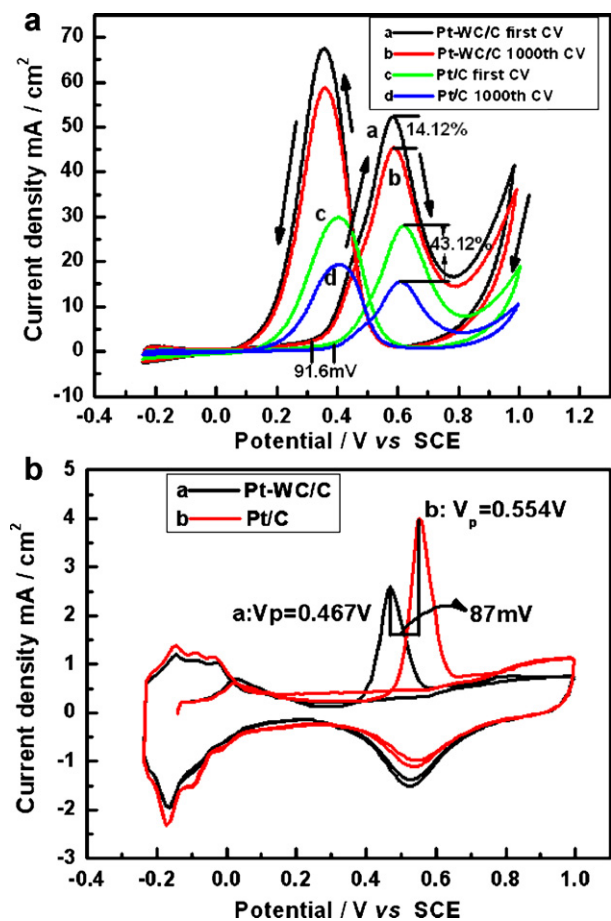 a
a — Pt-WC/C first CV
b — Pt-WC/C 1000th CV
c — Pt/C first CV
d — Pt/C 1000th CV
70
60
50
40
30
20
10
0
-10
Current density mA / cm²
a
14.12%
b
c
43.12%
d
91.6mV
-0.4 -0.2 0.0 0.2 0.4 0.6 0.8 1.0 1.2
Potential / V vs SCE
b
a — Pt-WC/C
b — Pt/C
5
4
3
2
1
0
-1
-2
-3
Current density mA / cm²
b: Vₚ=0.554V
a:Vp=0.467V
87mV
-0.4 -0.2 0.0 0.2 0.4 0.6 0.8 1.0
Potential / V vs SCE